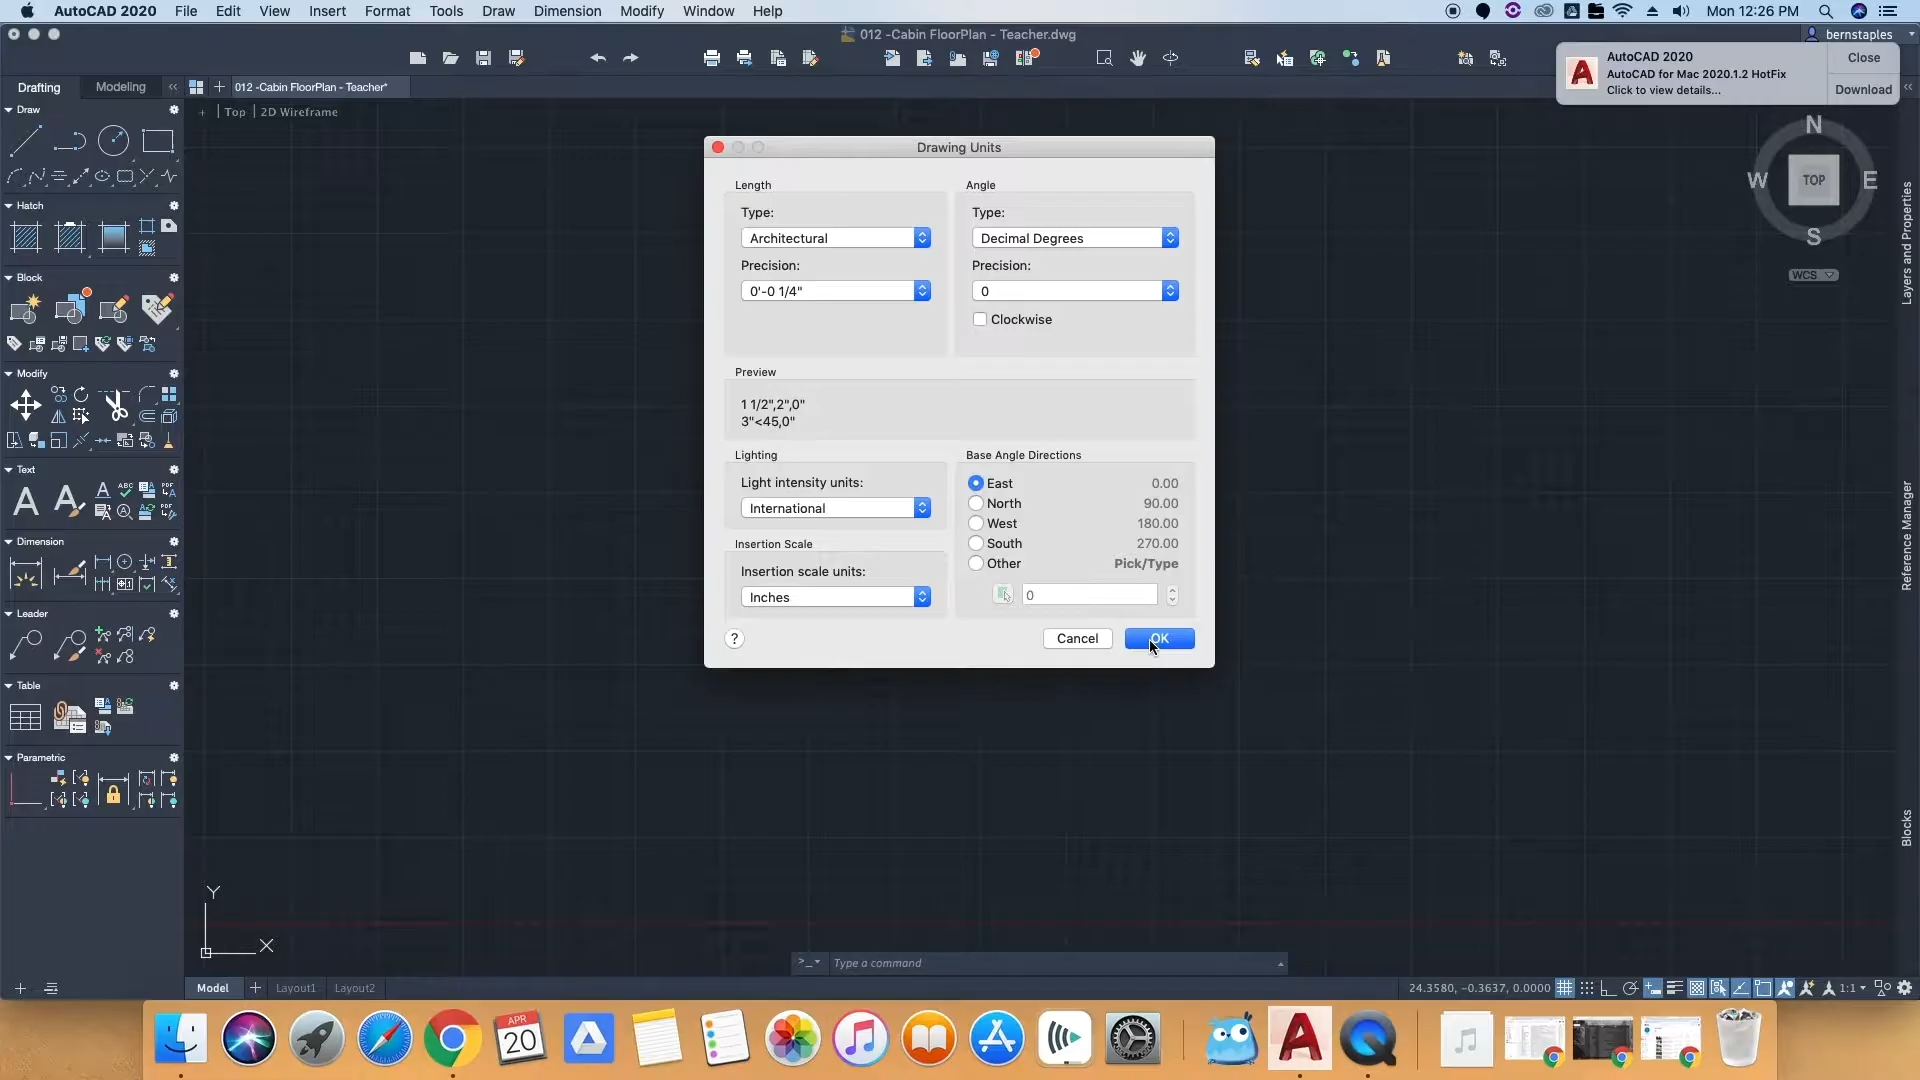 AutoCAD 2020 File Edit View Insert Format Tools Draw Dimension Modify Window Help Mon 12:26 PM
012 -Cabin FloorPlan - Teacher.dwg bernstaples
AutoCAD 2020 Close
AutoCAD for Mac 2020.1.2 HotFix
Click to view details... Download
Drafting Modeling 012 -Cabin FloorPlan - Teacher*
Draw
+ Top 2D Wireframe
N
W TOP E
S
WCS
Hatch
Block
Modify
Text
Dimension
Leader
Table
Parametric
Drawing Units
Length Angle
Type: Type:
Architectural Decimal Degrees
Precision: Precision:
0'-0 1/4" 0
Clockwise
Preview
1 1/2",2",0"
3"<45,0"
Lighting Base Angle Directions
Light intensity units: East 0.00
International North 90.00
West 180.00
Insertion Scale South 270.00
Insertion scale units: Other Pick/Type
Inches 0
? Cancel OK
Layers and Properties
Reference Manager
Blocks
Y
X
>_ Type a command
Model Layout1 Layout2 24.3580, -0.3637, 0.0000 1:1
APR
20